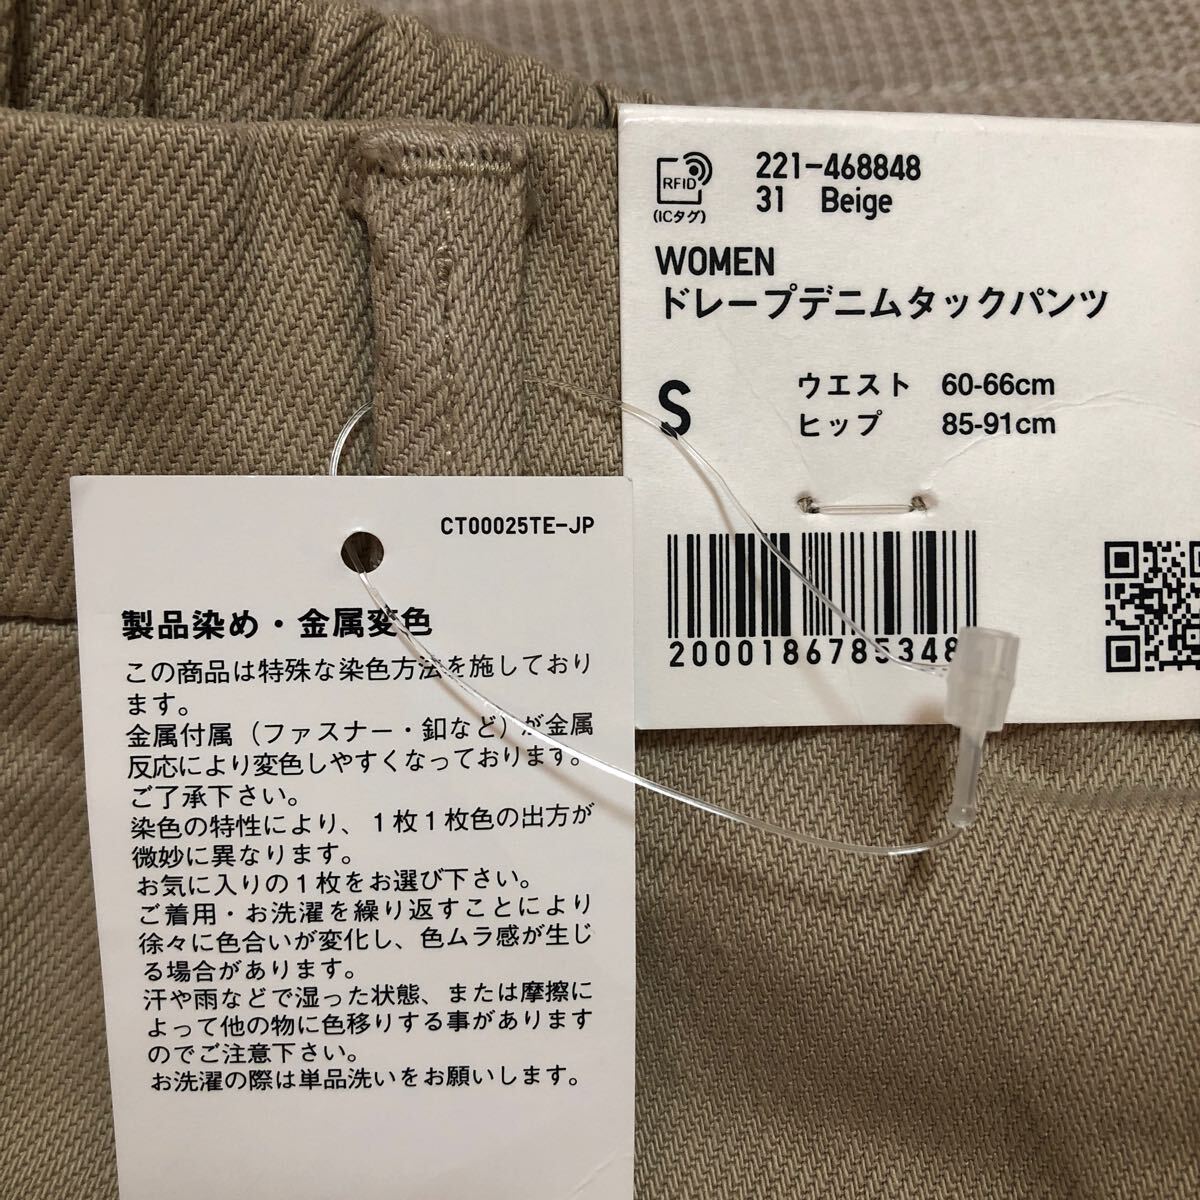 RFID
(ICタグ)
221-468848
31 Beige
WOMEN
ドレープデニムタックパンツ
S
ウエスト 60-66cm
ヒップ 85-91cm
2000186785348
CT00025TE-JP
製品染め・金属変色
この商品は特殊な染色方法を施しており
ます。
金属付属（ファスナー・釦など）が金属
反応により変色しやすくなっております。
ご了承下さい。
染色の特性により、１枚１枚色の出方が
微妙に異なります。
お気に入りの１枚をお選び下さい。
ご着用・お洗濯を繰り返すことにより
徐々に色合いが変化し、色ムラ感が生じ
る場合があります。
汗や雨などで湿った状態、または摩擦に
よって他の物に色移りする事があります
のでご注意下さい。
お洗濯の際は単品洗いをお願いします。